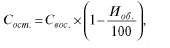 Сост. = Свос. × (1 − Иоб. / 100),